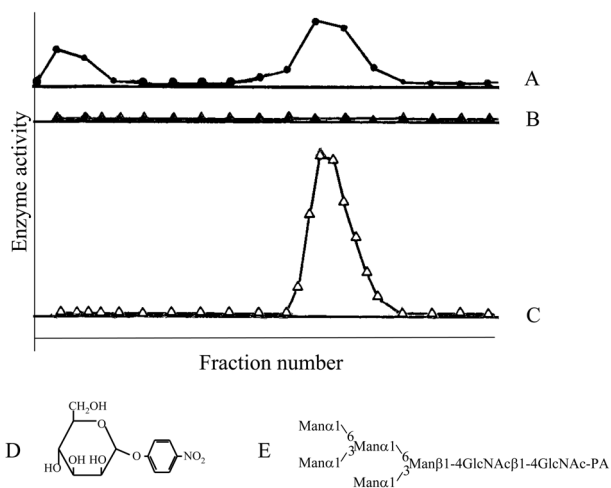 A
B
Enzyme activity
C
Fraction number
D
CH2OH
O
OH HO
HO
O
NO2
E
Manα1
6
3
Manα1
Manα1
6
3
Manα1
Manβ1-4GlcNAcβ1-4GlcNAc-PA